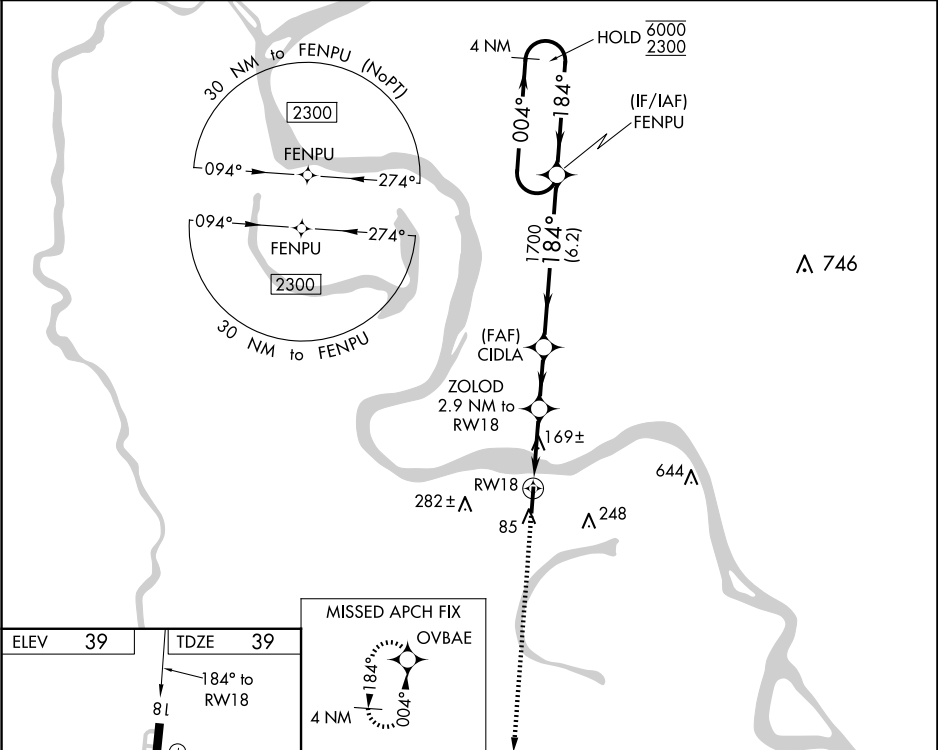 4 NM
HOLD 6000
2300
30 NM to FENPU (NoPT)
2300
FENPU
094°
274°
094°
274°
FENPU
2300
30 NM to FENPU
004°
184°
(IF/IAF)
FENPU
1700
184°
(6.2)
746
(FAF)
CIDLA
ZOLOD
2.9 NM to
RW18
169±
RW18
644
282±
85
248
ELEV 39
TDZE 39
184° to
RW18
18
MISSED APCH FIX
OVBAE
184°
004°
4 NM